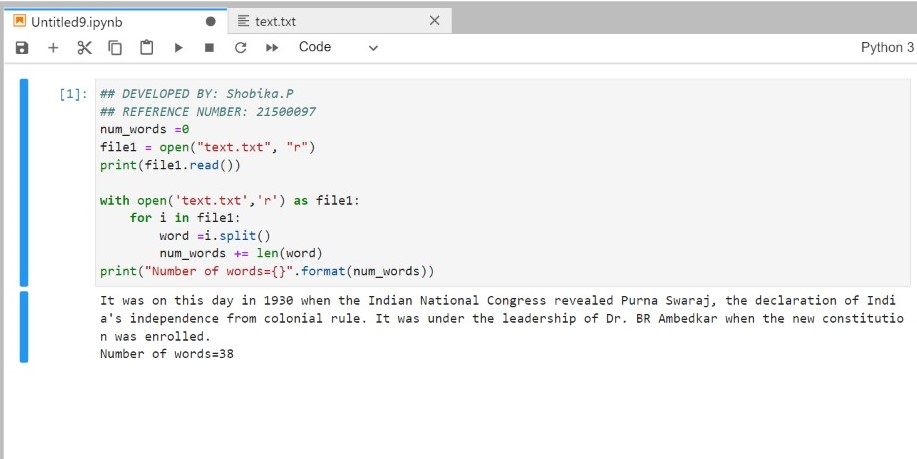 Untitled9.ipynb
text.txt
Code
Python 3
[1]:
## DEVELOPED BY: Shobika.P
## REFERENCE NUMBER: 21500097
num_words =0
file1 = open("text.txt", "r")
print(file1.read())
with open('text.txt','r') as file1:
    for i in file1:
        word =i.split()
        num_words += len(word)
print("Number of words={}".format(num_words))
It was on this day in 1930 when the Indian National Congress revealed Purna Swaraj, the declaration of Indi
a's independence from colonial rule. It was under the leadership of Dr. BR Ambedkar when the new constitutio
n was enrolled.
Number of words=38